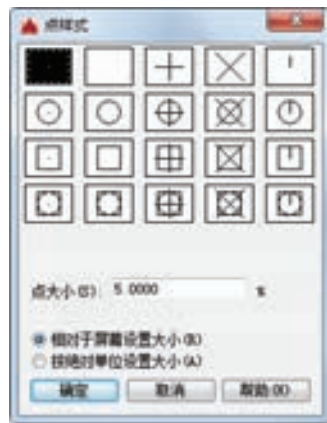 点样式
点大小(S): 5.0000 %
相对于屏幕设置大小(R)
按绝对单位设置大小(A)
确定 取消 帮助(H)